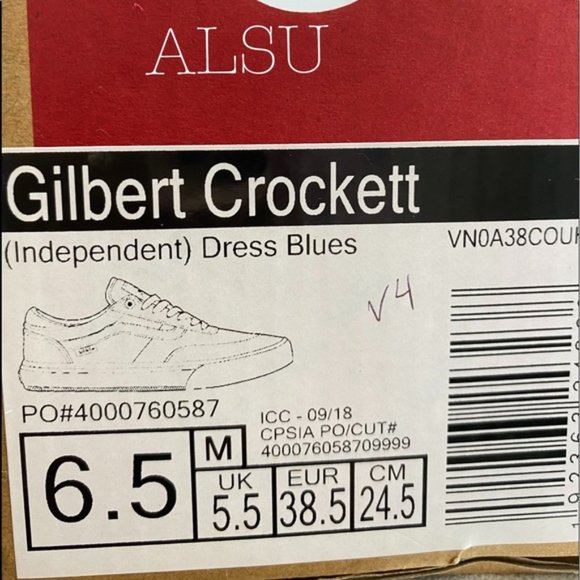 ALSU
Gilbert Crockett
(Independent) Dress Blues
VN0A38COU
v4
PO#4000760587
ICC - 09/18
CPSIA PO/CUT#
400076058709999
6.5
M
UK
5.5
EUR
38.5
CM
24.5